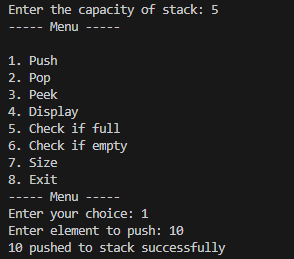 Enter the capacity of stack: 5
----- Menu -----
1. Push
2. Pop
3. Peek
4. Display
5. Check if full
6. Check if empty
7. Size
8. Exit
----- Menu -----
Enter your choice: 1
Enter element to push: 10
10 pushed to stack successfully